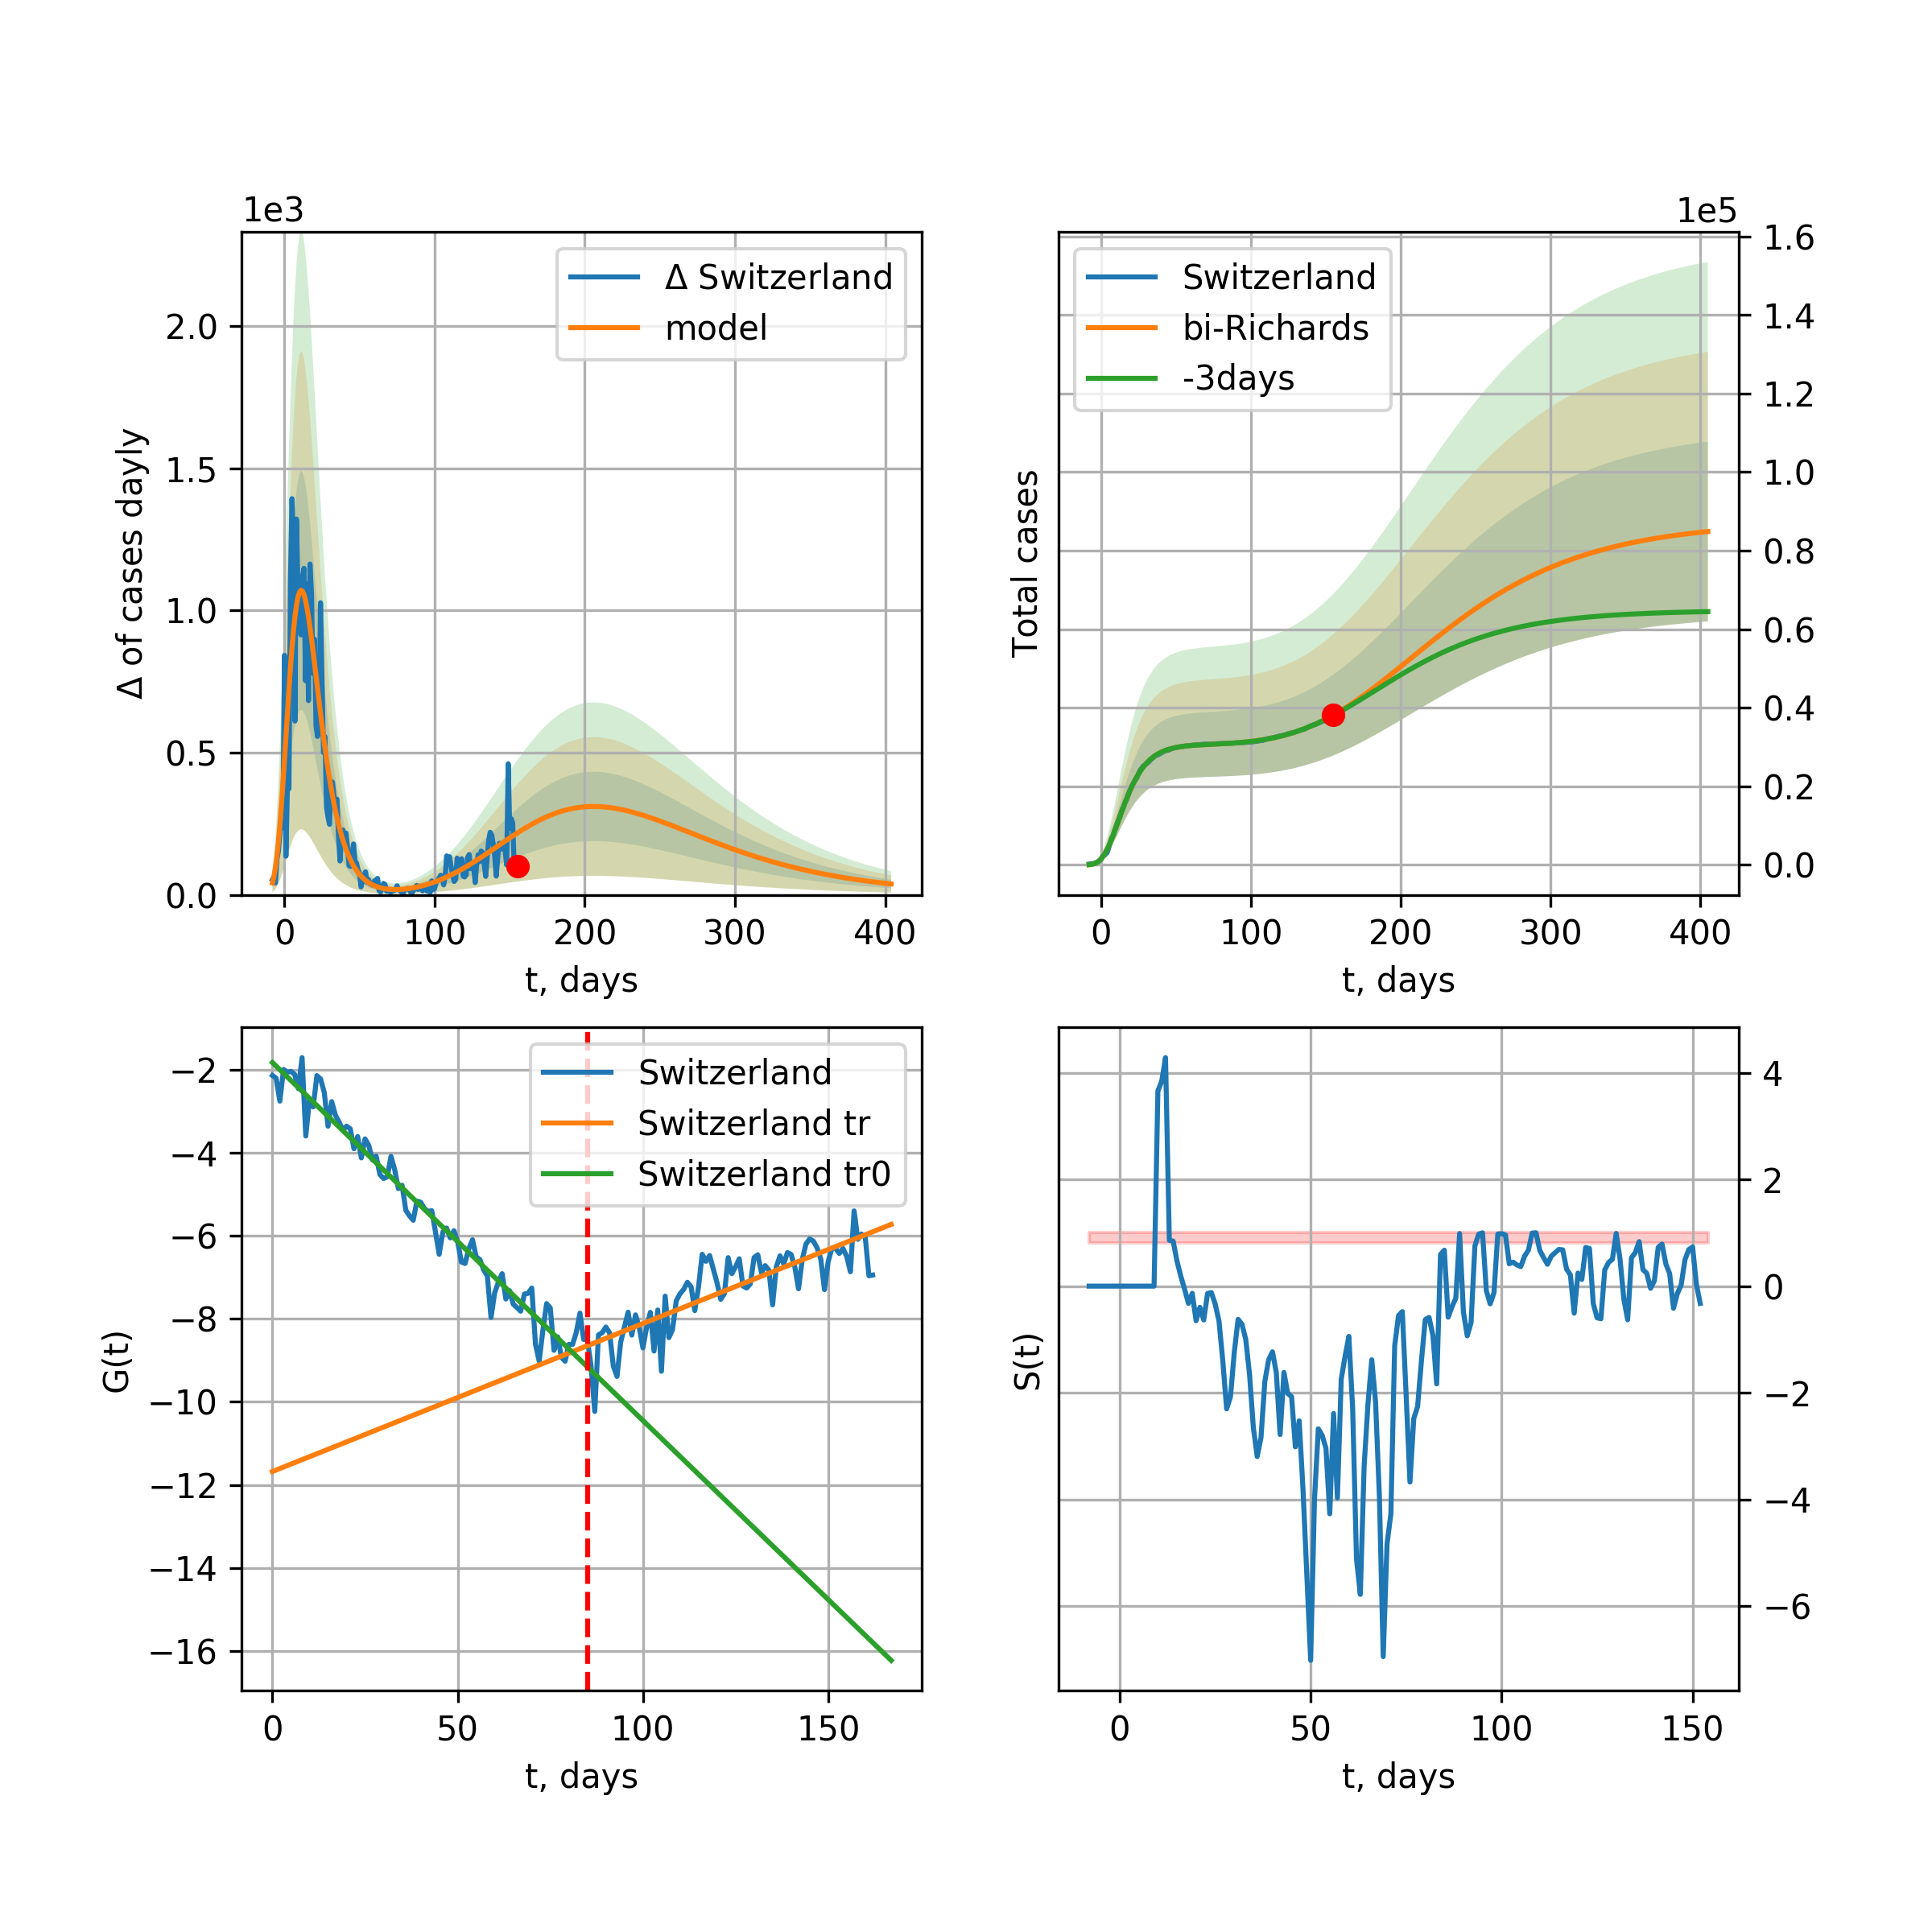 1e3
Δ Switzerland
model
2.0
1.5
1.0
0.5
0.0
Δ of cases dayly
0 100 200 300 400
t, days
1e5
Switzerland
bi-Richards
-3days
1.6
1.4
1.2
1.0
0.8
0.6
0.4
0.2
0.0
Total cases
0 100 200 300 400
t, days
Switzerland
Switzerland tr
Switzerland tr0
−2
−4
−6
−8
−10
−12
−14
−16
G(t)
0 50 100 150
t, days
4
2
0
−2
−4
−6
S(t)
0 50 100 150
t, days